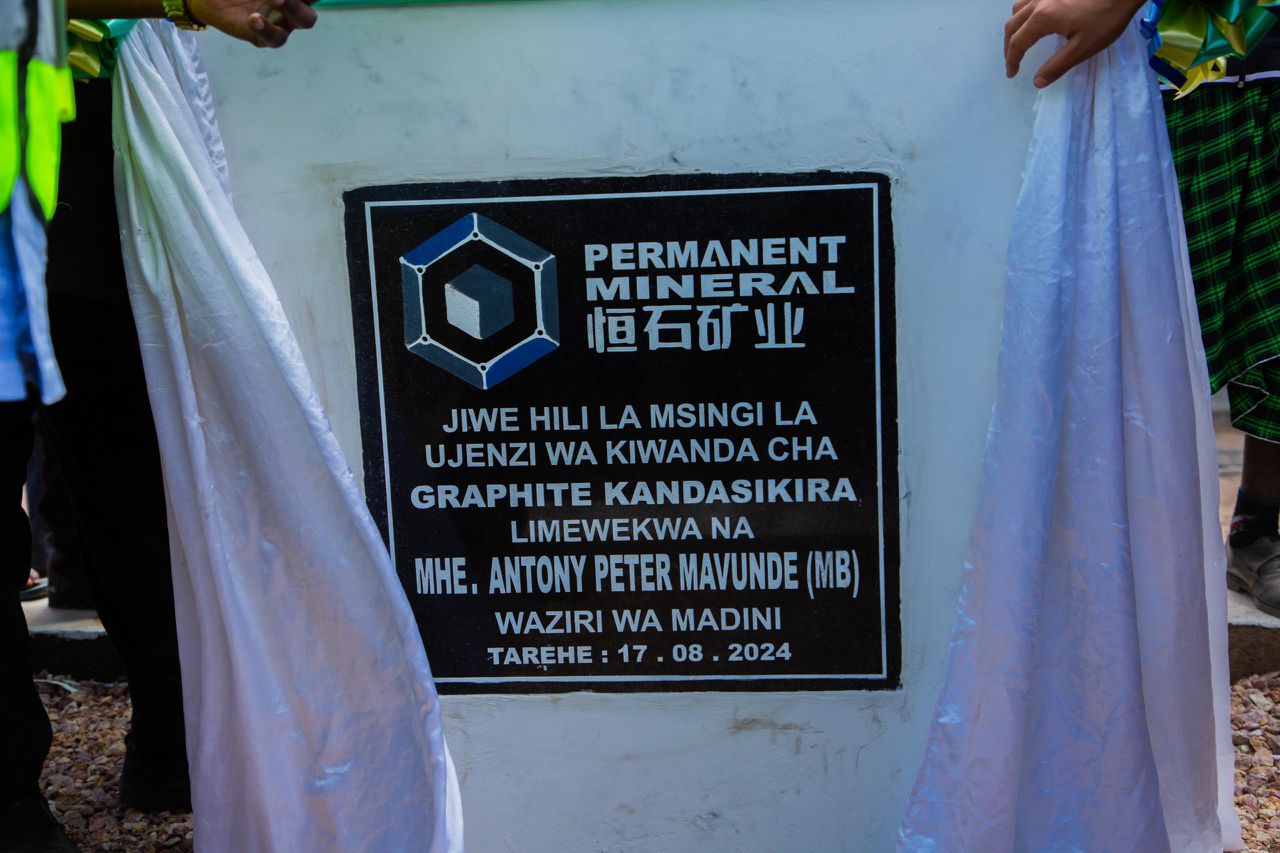 PERMANENT
MINERAL
恒石矿业
JIWE HILI LA MSINGI LA
UJENZI WA KIWANDA CHA
GRAPHITE KANDASIKIRA
LIMEWEKWA NA
MHE. ANTONY PETER MAVUNDE (MB)
WAZIRI WA MADINI
TAREHE : 17 . 08 . 2024